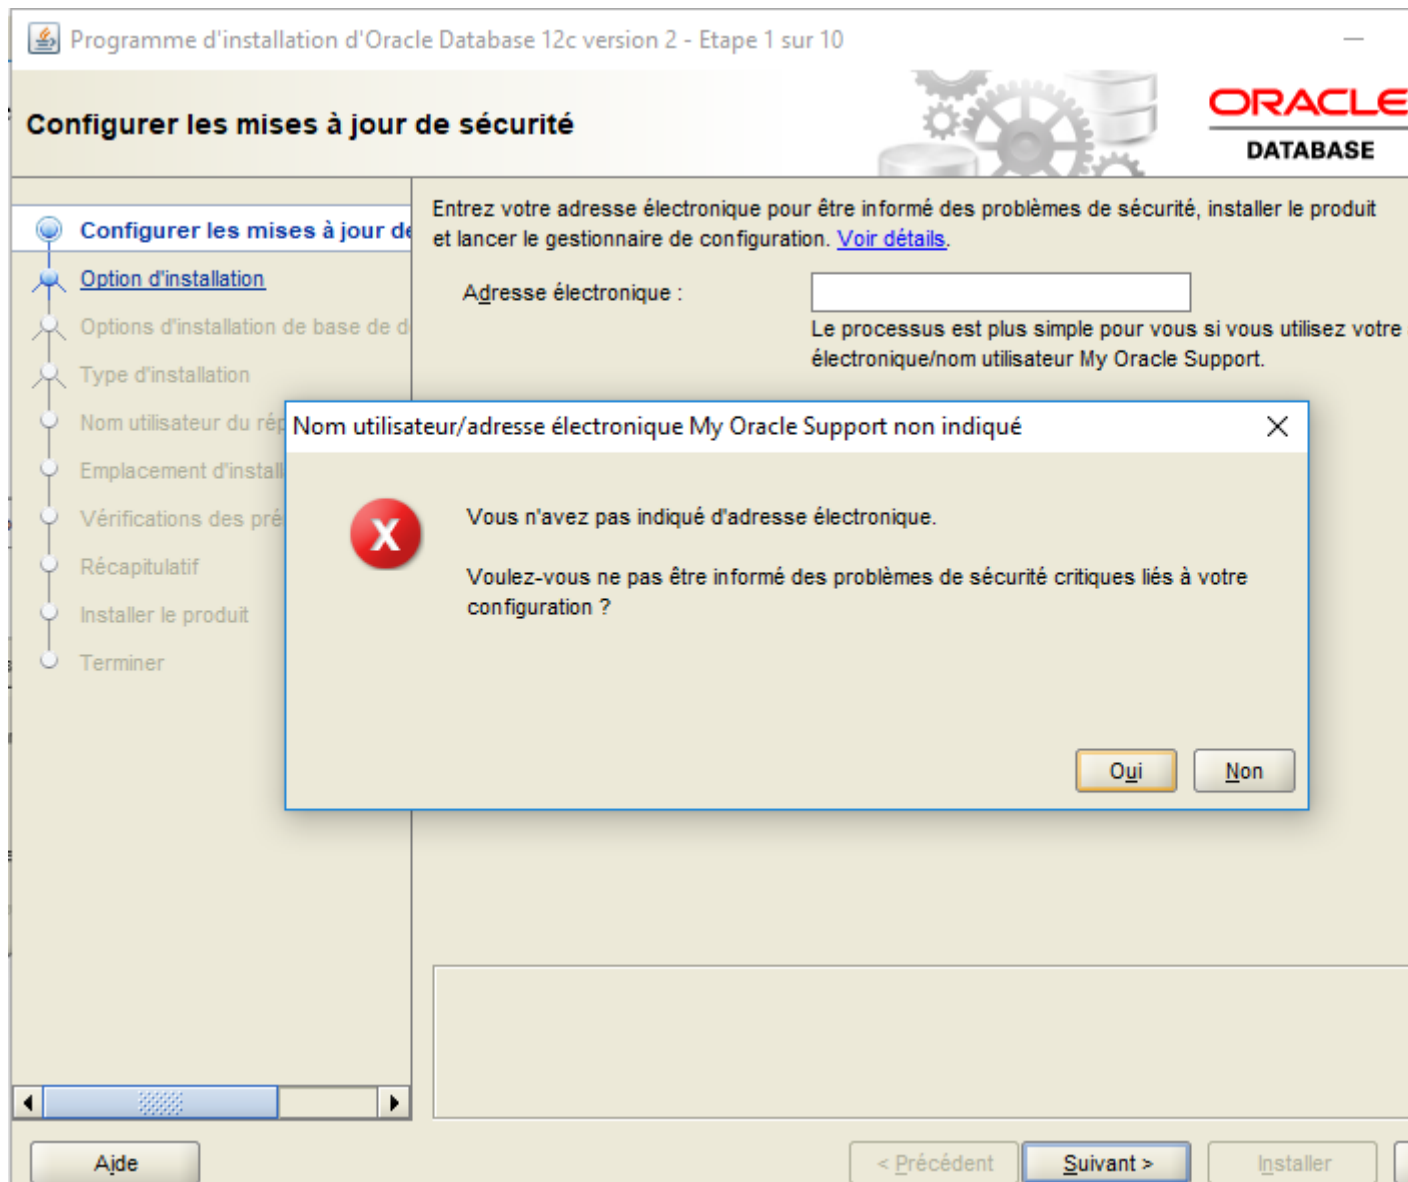 Programme d'installation d'Oracle Database 12c version 2 - Etape 1 sur 10
Configurer les mises à jour de sécurité
ORACLE
DATABASE
Configurer les mises à jour de
Option d'installation
Options d'installation de base de d
Type d'installation
Nom utilisateur du rép
Emplacement d'install
Vérifications des pré
Récapitulatif
Installer le produit
Terminer
Entrez votre adresse électronique pour être informé des problèmes de sécurité, installer le produit
et lancer le gestionnaire de configuration. Voir détails.
Adresse électronique :
Le processus est plus simple pour vous si vous utilisez votre
électronique/nom utilisateur My Oracle Support.
Nom utilisateur/adresse électronique My Oracle Support non indiqué
Vous n'avez pas indiqué d'adresse électronique.
Voulez-vous ne pas être informé des problèmes de sécurité critiques liés à votre
configuration ?
Oui
Non
Aide
< Précédent
Suivant >
Installer